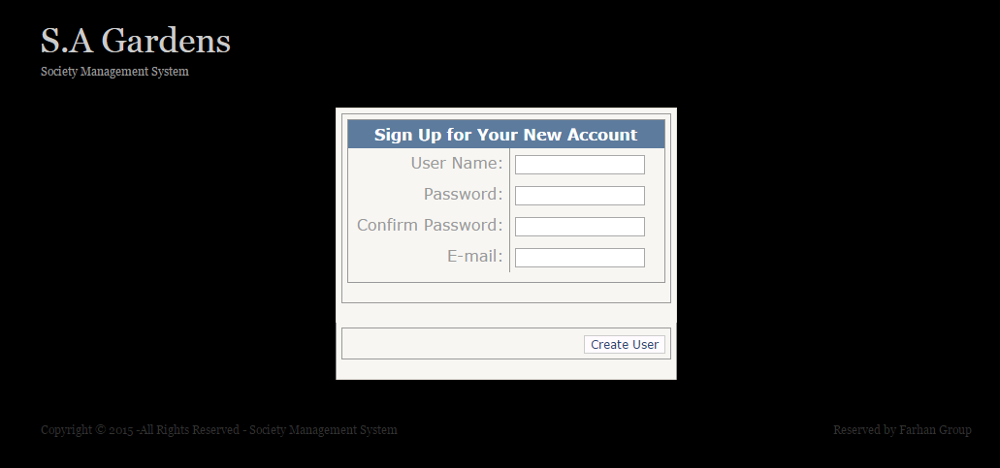 S.A Gardens
Society Management System
Sign Up for Your New Account
User Name:
Password:
Confirm Password:
E-mail:
Create User
Copyright © 2015 -All Rights Reserved - Society Management System
Reserved by Farhan Group